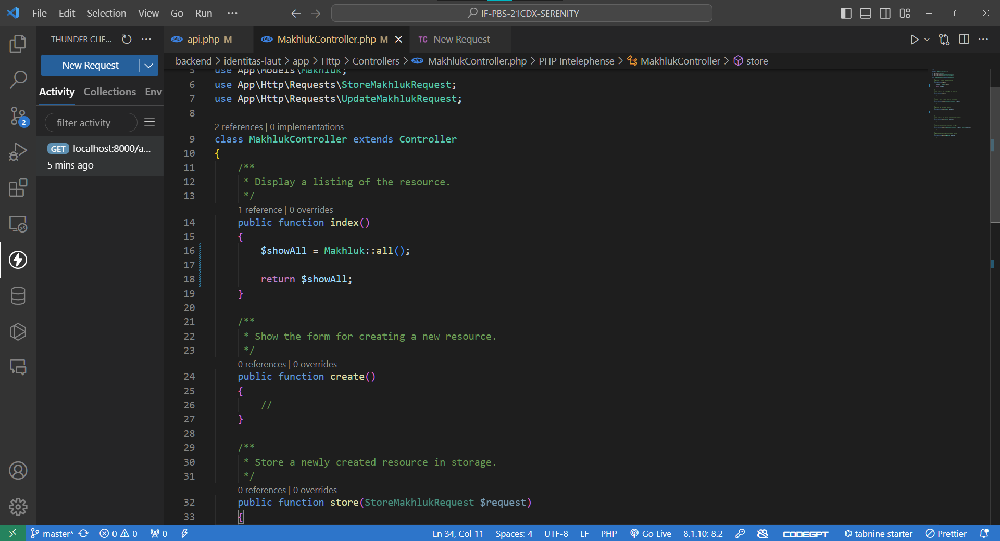 File Edit Selection View Go Run ···
IF-PBS-21CDX-SERENITY
THUNDER CLIE...
php api.php M
php MakhlukController.php M
TC New Request
New Request
backend > identitas-laut > app > Http > Controllers > php MakhlukController.php > PHP Intelephense > MakhlukController > store
Activity Collections Env
filter activity
GET localhost:8000/a...
5 mins ago
2
5 use App\Models\Makhluk;
6 use App\Http\Requests\StoreMakhlukRequest;
7 use App\Http\Requests\UpdateMakhlukRequest;
8
2 references | 0 implementations
9 class MakhlukController extends Controller
10 {
11 /**
12 * Display a listing of the resource.
13 */
1 reference | 0 overrides
14 public function index()
15 {
16 $showAll = Makhluk::all();
17
18 return $showAll;
19 }
20
21 /**
22 * Show the form for creating a new resource.
23 */
0 references | 0 overrides
24 public function create()
25 {
26 //
27 }
28
29 /**
30 * Store a newly created resource in storage.
31 */
0 references | 0 overrides
32 public function store(StoreMakhlukRequest $request)
33 {
master* 0 0 0 Ln 34, Col 11 Spaces: 4 UTF-8 LF PHP Go Live 8.1.10: 8.2 CODEGPT tabnine starter Prettier